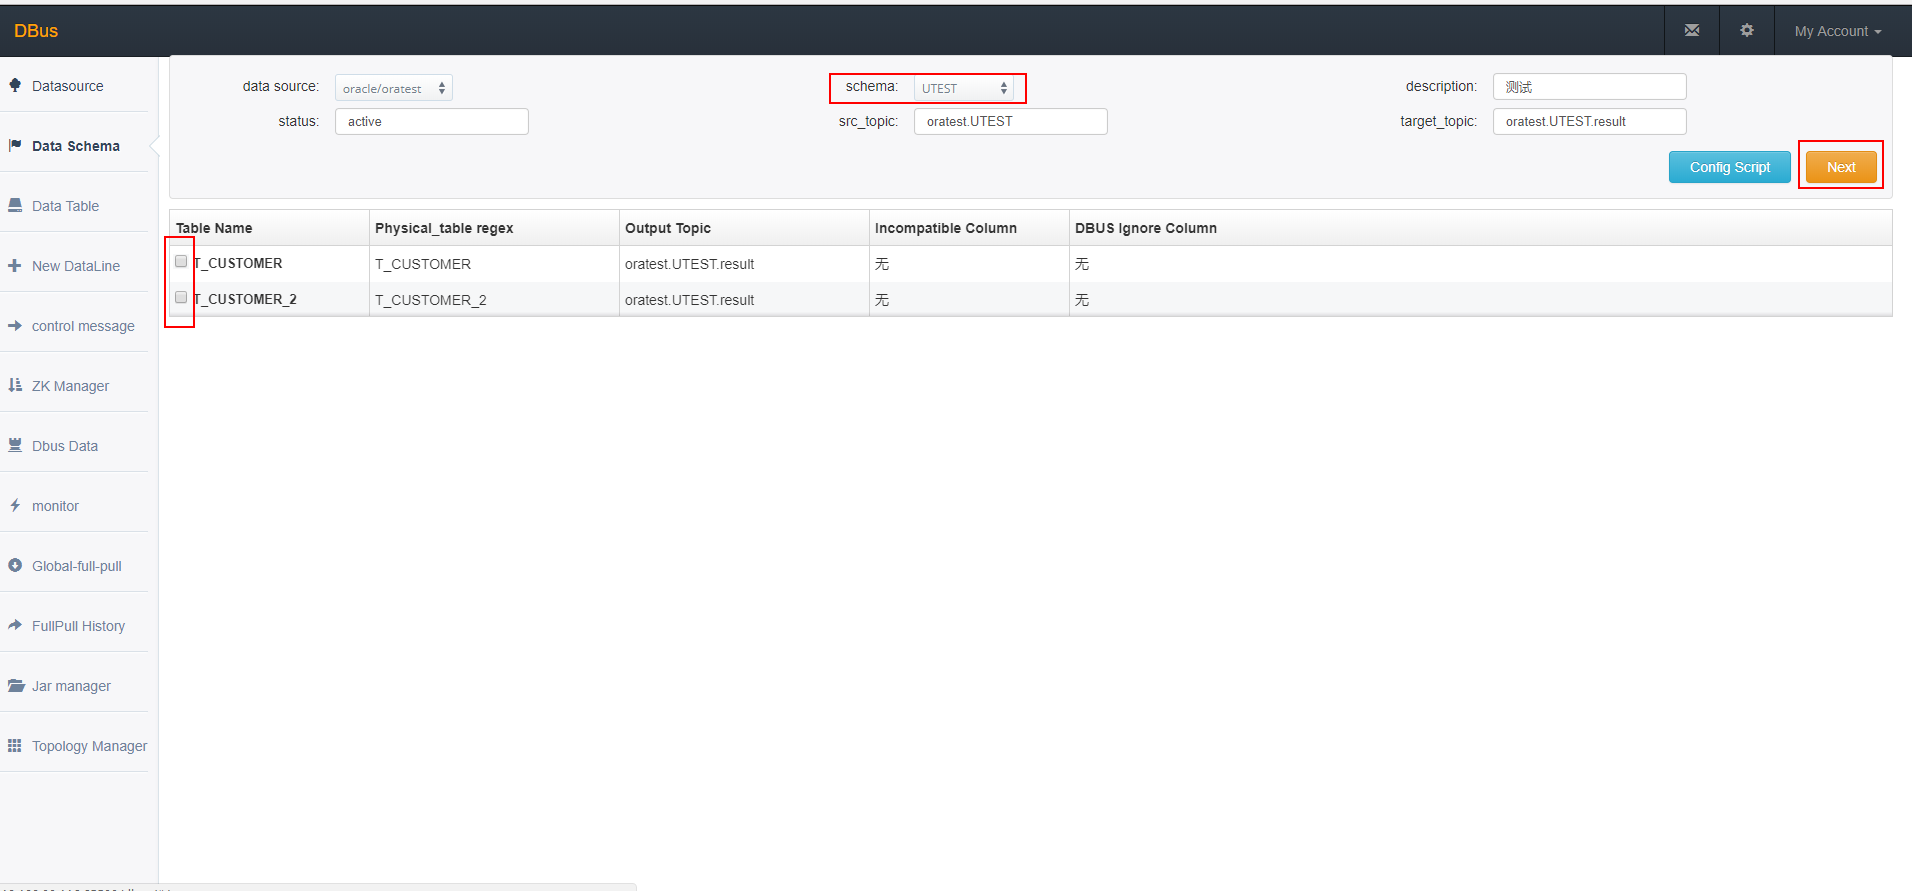 DBus
My Account
Datasource
Data Schema
Data Table
New DataLine
control message
ZK Manager
Dbus Data
monitor
Global-full-pull
FullPull History
Jar manager
Topology Manager
data source: oracle/oratest schema: UTEST description: 测试
status: active src_topic: oratest.UTEST target_topic: oratest.UTEST.result
Config Script Next
Table Name Physical_table regex Output Topic Incompatible Column DBUS Ignore Column
T_CUSTOMER T_CUSTOMER oratest.UTEST.result 无 无
T_CUSTOMER_2 T_CUSTOMER_2 oratest.UTEST.result 无 无